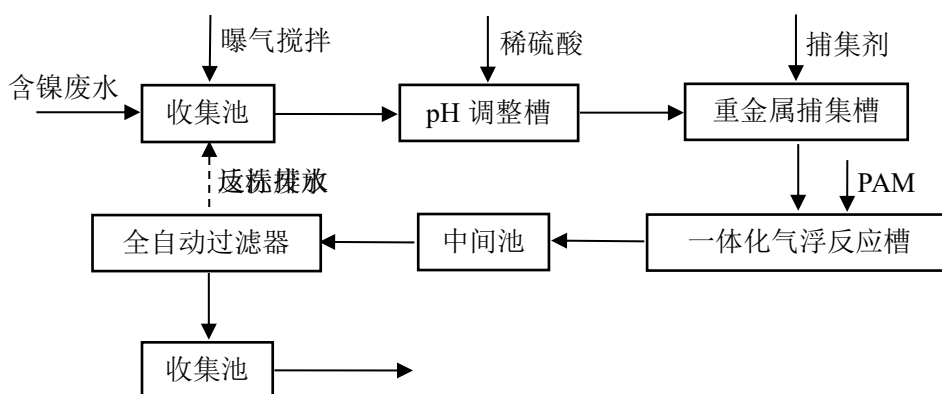 曝气搅拌
稀硫酸
捕集剂
含镍废水
收集池
pH 调整槽
重金属捕集槽
PAM
全自动过滤器
中间池
一体化气浮反应槽
收集池